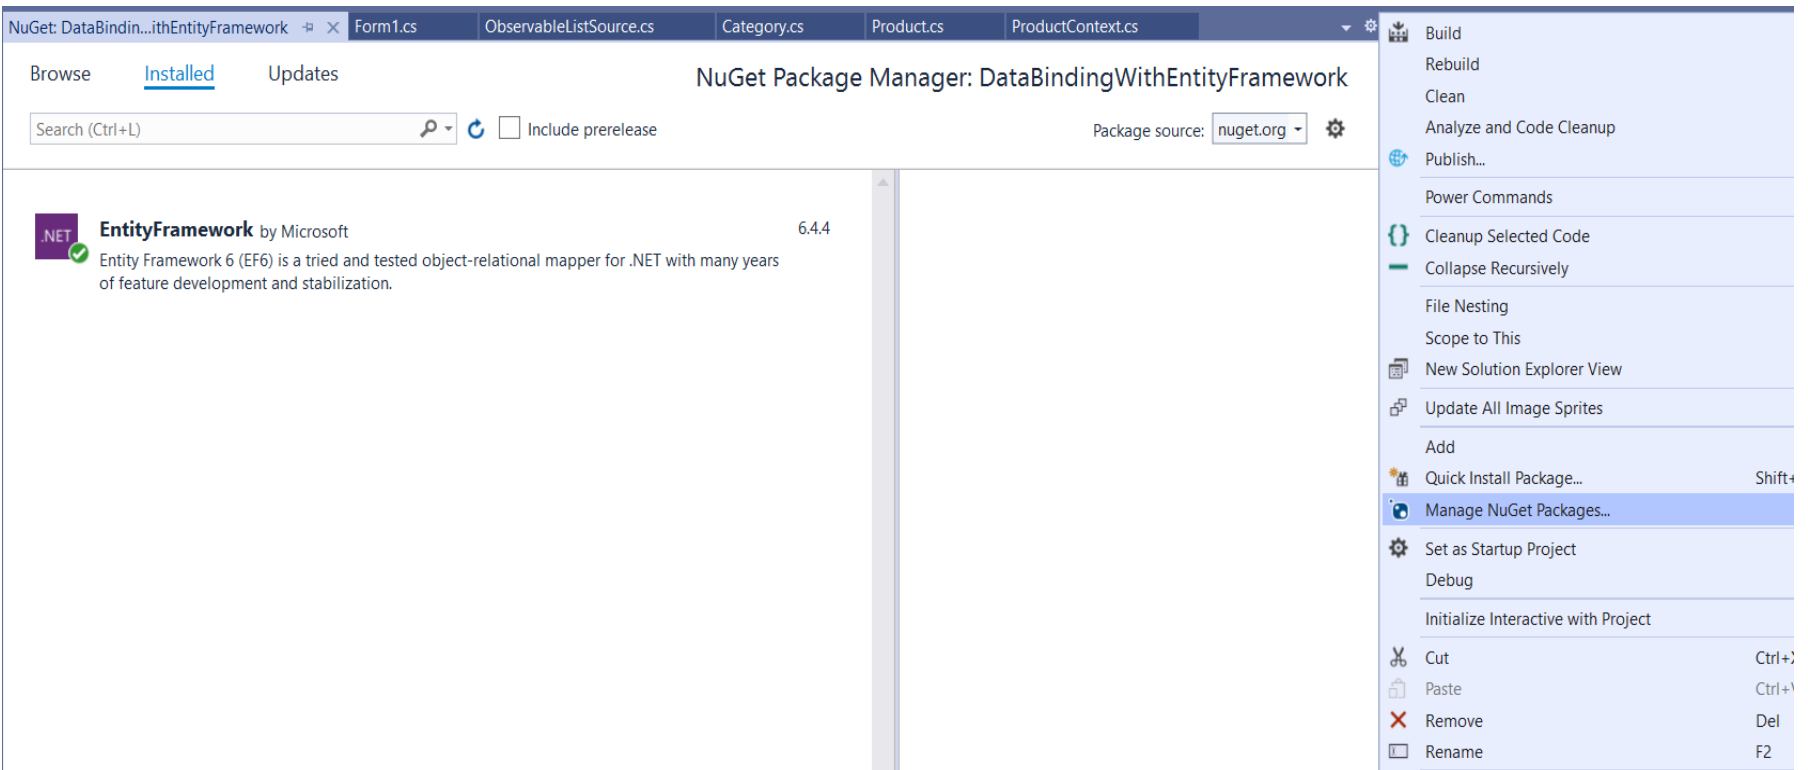 NuGet: DataBindin...ithEntityFramework
Form1.cs
ObservableListSource.cs
Category.cs
Product.cs
ProductContext.cs
Browse
Installed
Updates
NuGet Package Manager: DataBindingWithEntityFramework
Search (Ctrl+L)
Include prerelease
Package source:
nuget.org
.NET
EntityFramework by Microsoft
6.4.4
Entity Framework 6 (EF6) is a tried and tested object-relational mapper for .NET with many years
of feature development and stabilization.
Build
Rebuild
Clean
Analyze and Code Cleanup
Publish...
Power Commands
Cleanup Selected Code
Collapse Recursively
File Nesting
Scope to This
New Solution Explorer View
Update All Image Sprites
Add
Quick Install Package... Shift+
Manage NuGet Packages...
Set as Startup Project
Debug
Initialize Interactive with Project
Cut Ctrl+X
Paste Ctrl+V
Remove Del
Rename F2